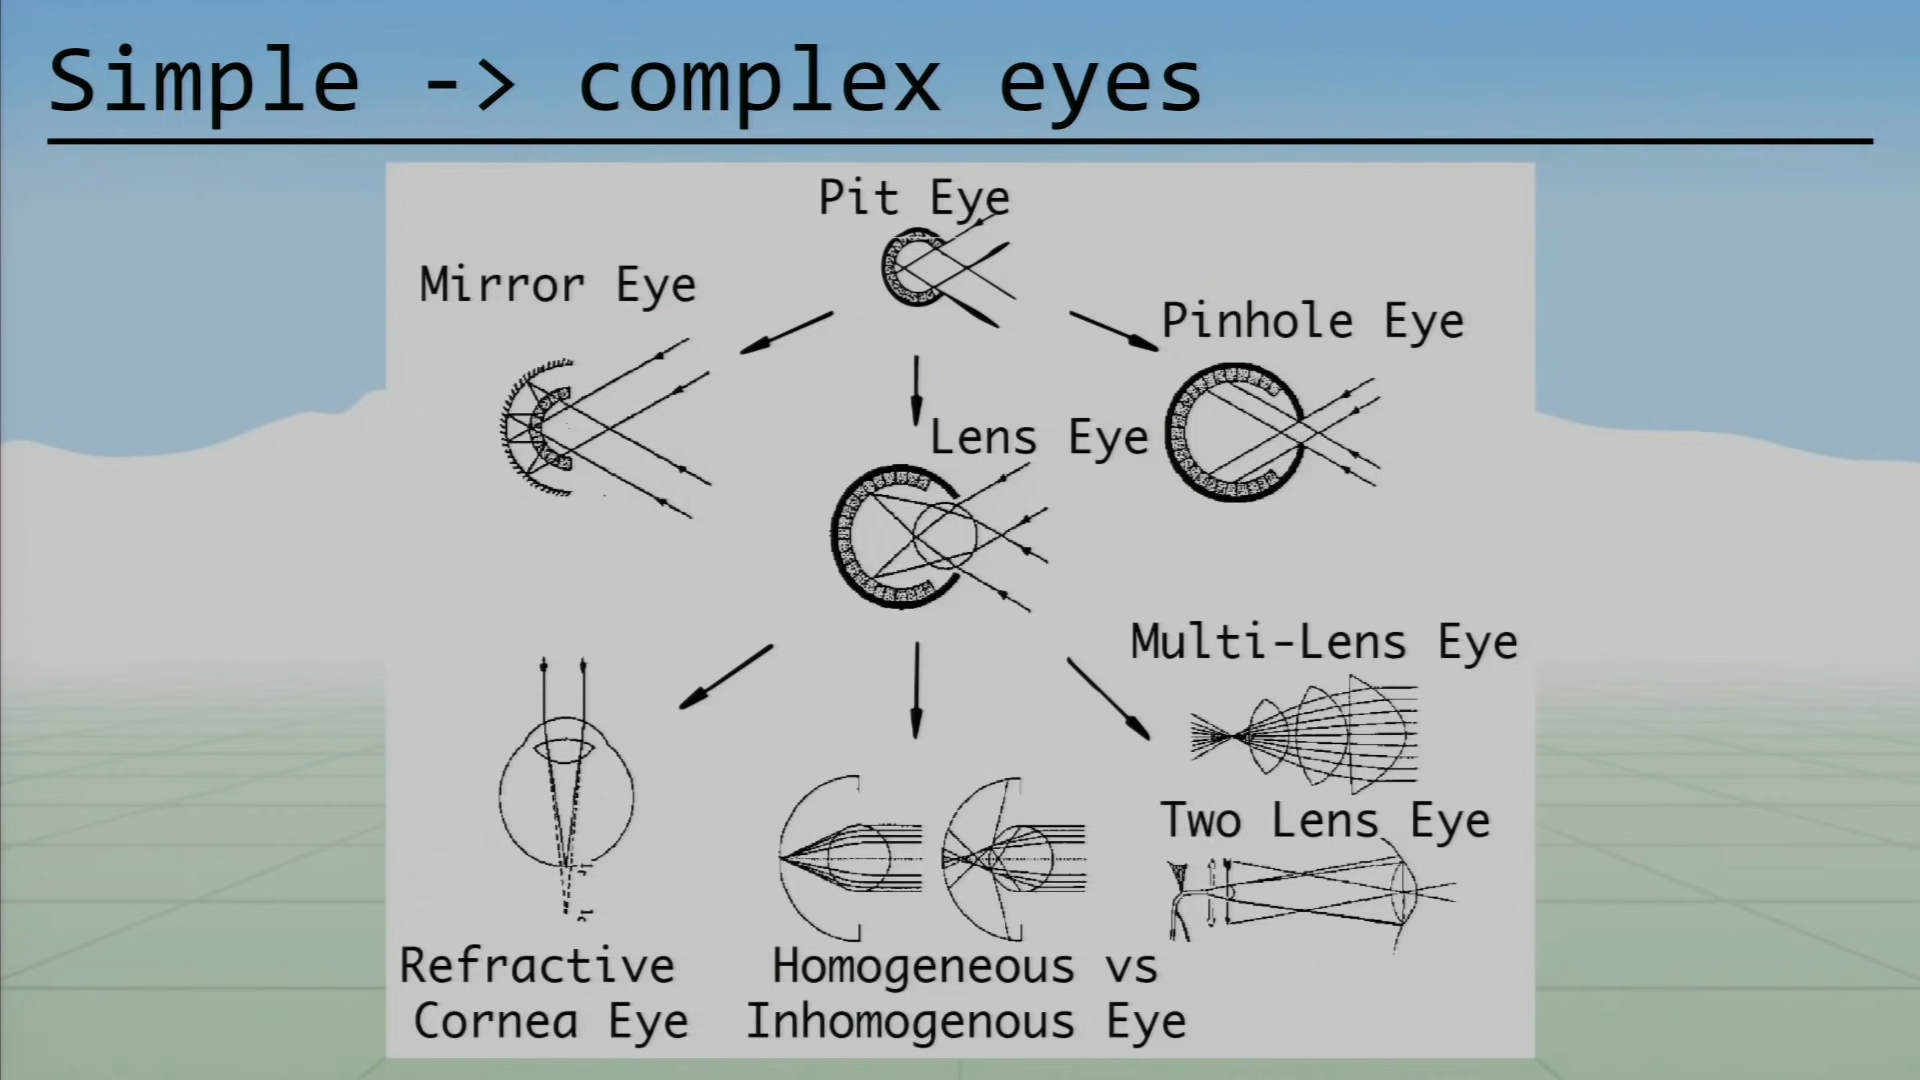 Simple -> complex eyes
Pit Eye
Mirror Eye
Pinhole Eye
Lens Eye
Multi-Lens Eye
Two Lens Eye
Refractive
Cornea Eye
Homogeneous vs
Inhomogenous Eye